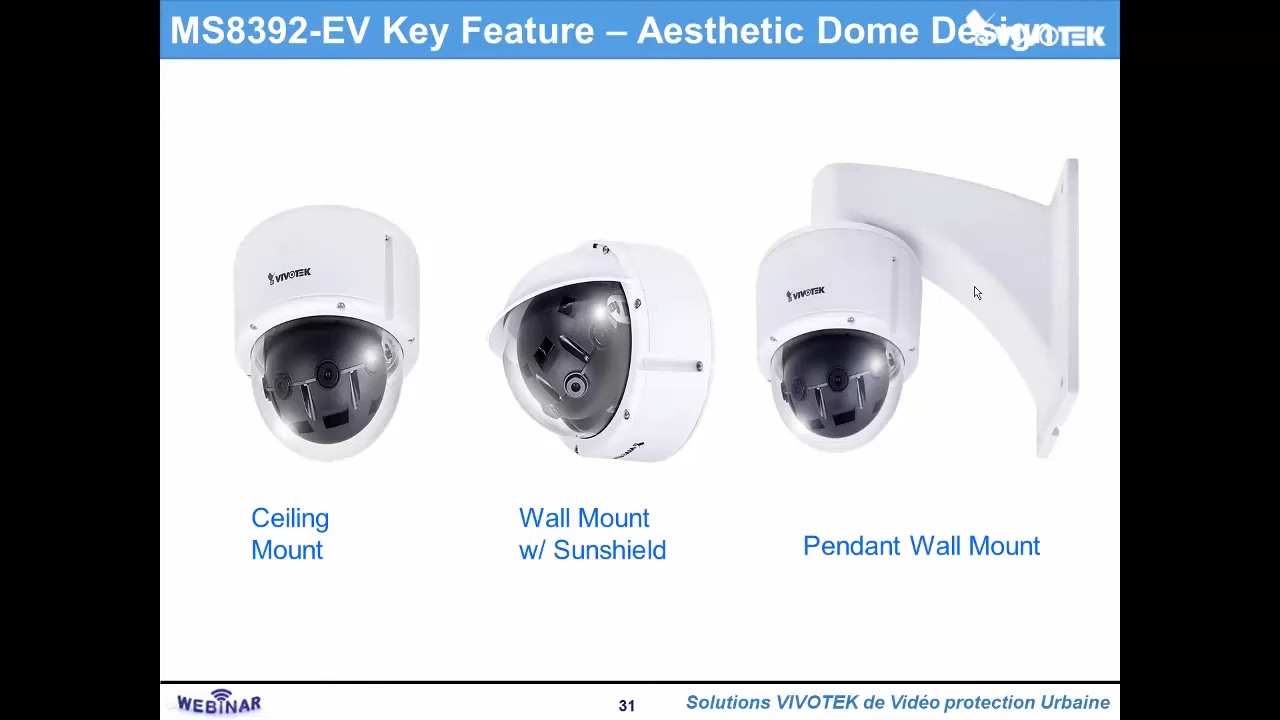 MS8392-EV Key Feature – Aesthetic Dome Design
VIVOTEK
VIVOTEK
VIVOTEK
Ceiling
Mount
Wall Mount
w/ Sunshield
Pendant Wall Mount
WEBINAR
31
Solutions VIVOTEK de Vidéo protection Urbaine